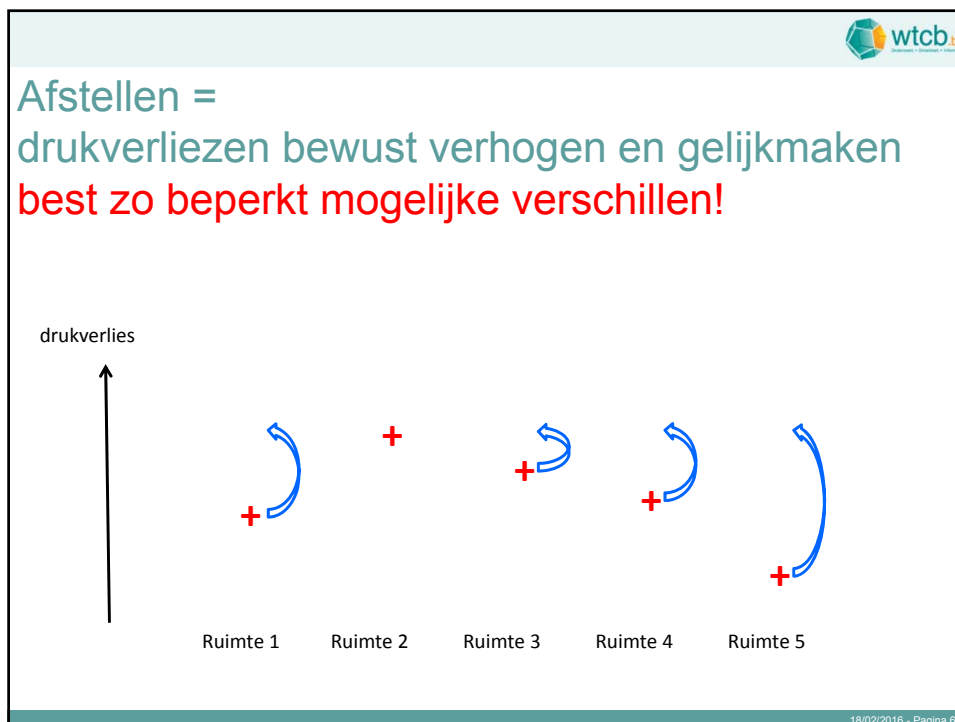 wtcb.b
Afstellen =
drukverliezen bewust verhogen en gelijkmaken
best zo beperkt mogelijke verschillen!
drukverlies
Ruimte 1 Ruimte 2 Ruimte 3 Ruimte 4 Ruimte 5
18/02/2016 - Pagina 6